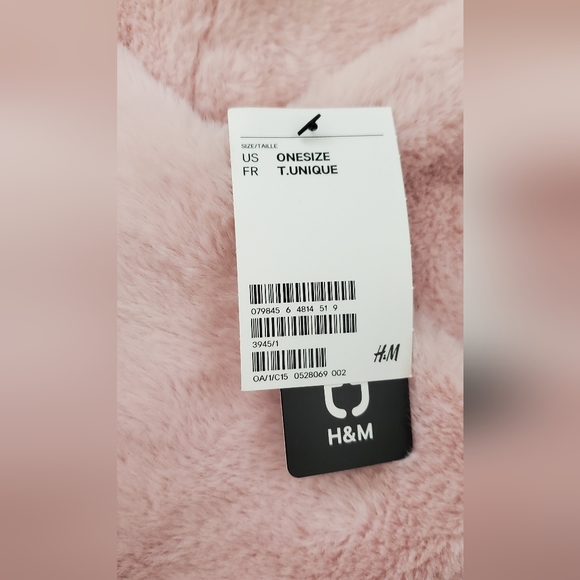 SIZE/TAILLE
US ONESIZE
FR T.UNIQUE
079845 6 4814 51 9
3945/1
H&M
OA/1/C15 0528069 002
H&M